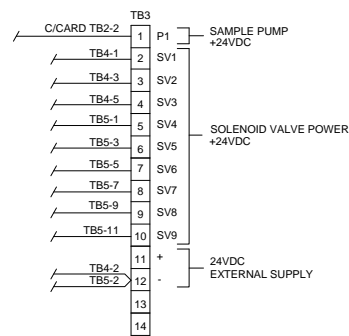 TB3
C/CARD TB2-2 1 P1 SAMPLE PUMP
+24VDC
TB4-1 2 SV1
TB4-3 3 SV2
TB4-5 4 SV3
TB5-1 5 SV4
SOLENOID VALVE POWER
+24VDC
TB5-3 6 SV5
TB5-5 7 SV6
TB5-7 8 SV7
TB5-9 9 SV8
TB5-11 10 SV9
11 +
24VDC
EXTERNAL SUPPLY
TB4-2
TB5-2 12 -
13
14